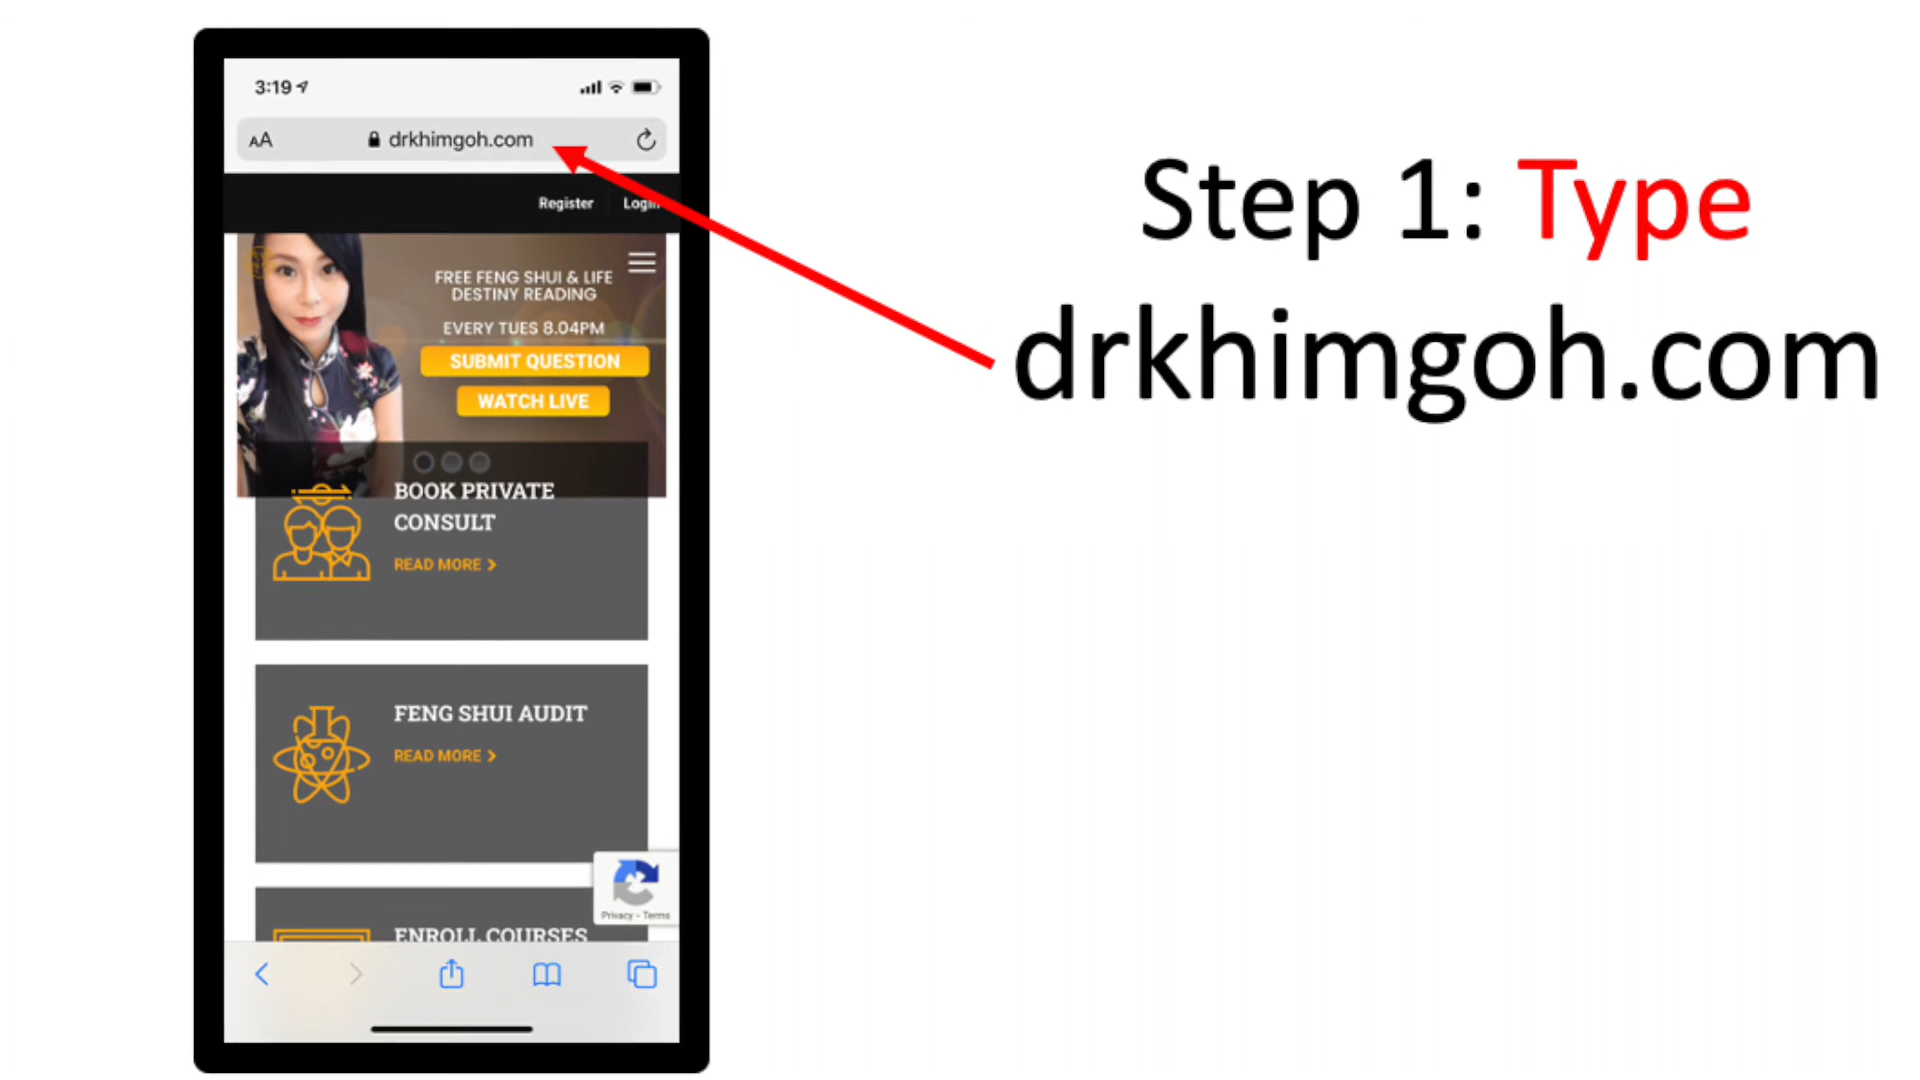 3:19
AA drkhimgoh.com
Register Login
FREE FENG SHUI & LIFE
DESTINY READING
EVERY TUES 8.04PM
SUBMIT QUESTION
WATCH LIVE
BOOK PRIVATE
CONSULT
READ MORE >
FENG SHUI AUDIT
READ MORE >
Privacy - Terms
ENROLL COURSES
Step 1: Type
drkhimgoh.com